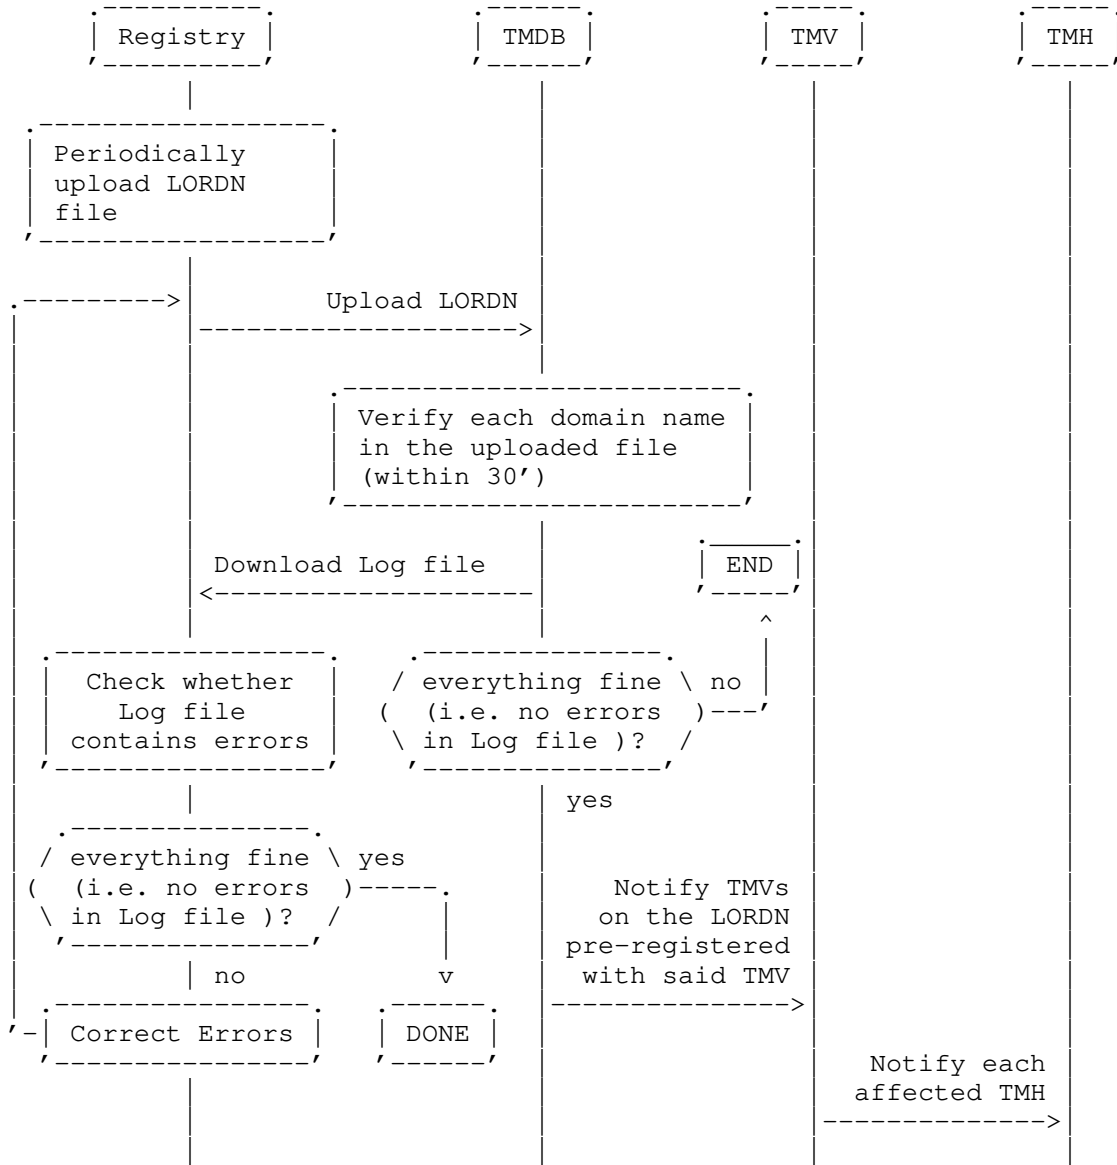 Registry TMDB TMV TMH
Periodically
upload LORDN
file
Upload LORDN
Verify each domain name
in the uploaded file
(within 30')
Download Log file
END
Check whether
Log file
contains errors
everything fine
(i.e. no errors
in Log file )?
no
yes
everything fine
(i.e. no errors
in Log file )?
yes
no
Notify TMVs
on the LORDN
pre-registered
with said TMV
Correct Errors
DONE
Notify each
affected TMH